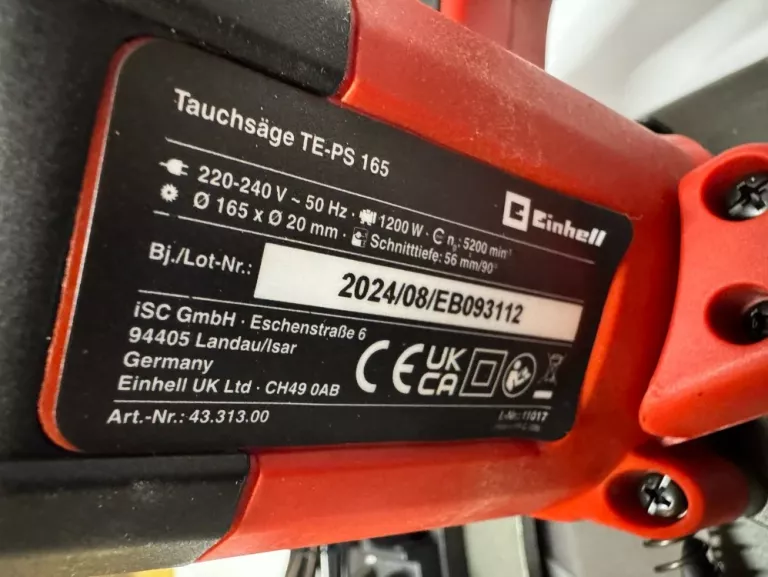 Tauchsäge TE-PS 165
220-240 V ~ 50 Hz · 1200 W · n₀: 5200 min⁻¹
Ø 165 x Ø 20 mm · Schnitttiefe: 56 mm/90°
Einhell
Bj./Lot-Nr.: 2024/08/EB093112
iSC GmbH · Eschenstraße 6
94405 Landau/Isar
Germany
Einhell UK Ltd · CH49 0AB
CE UK CA
Art.-Nr.: 43.313.00
I.-Nr.: 11017